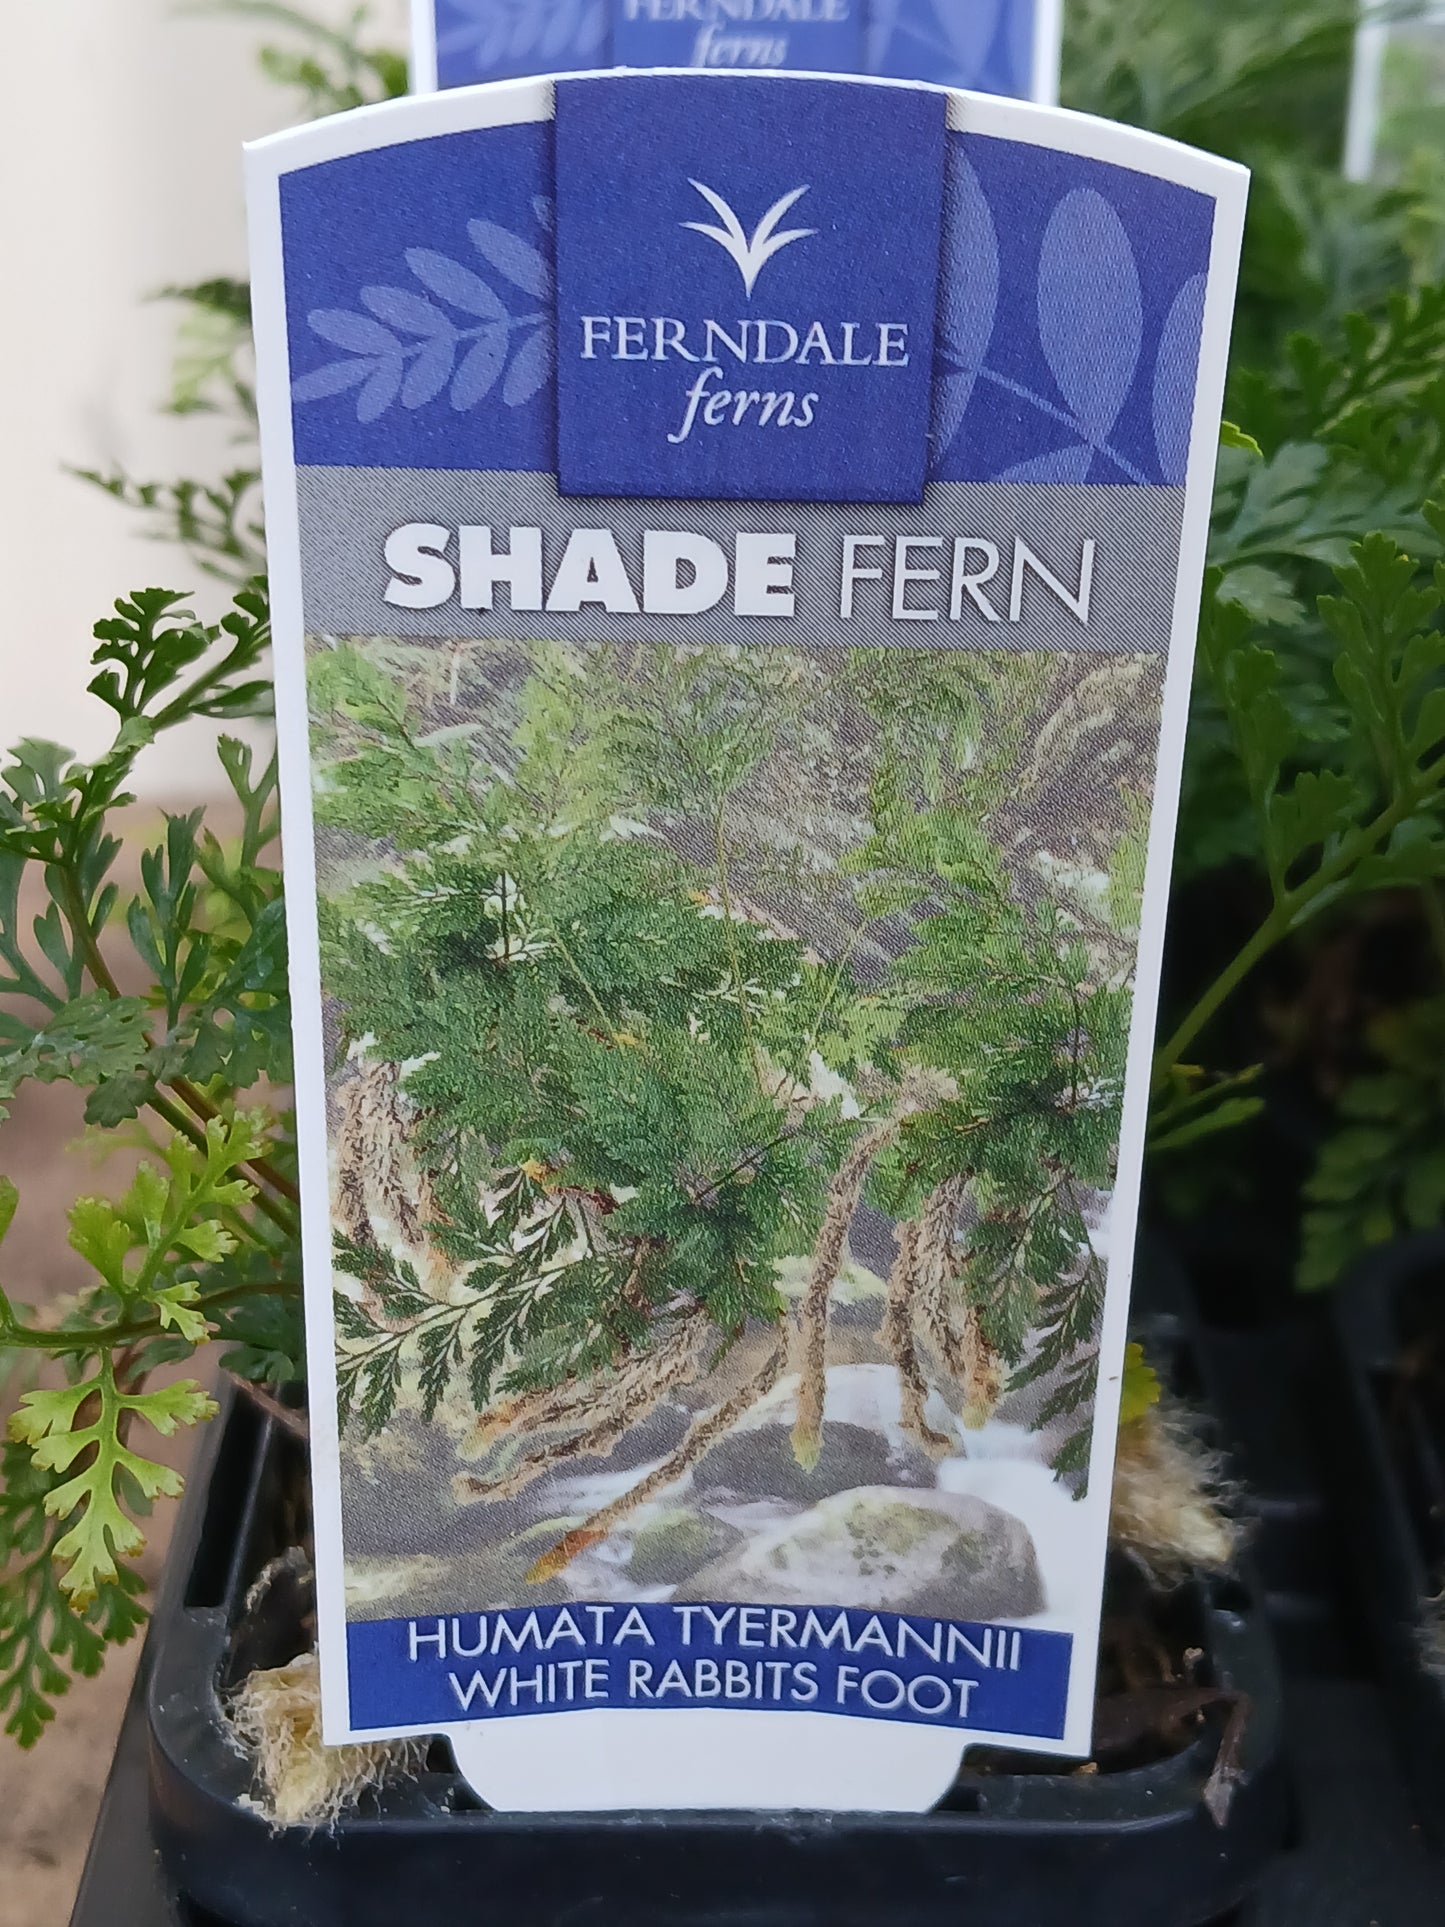 FERNDALE
ferns
FERNDALE
ferns
SHADE FERN
HUMATA TYERMANNII
WHITE RABBITS FOOT